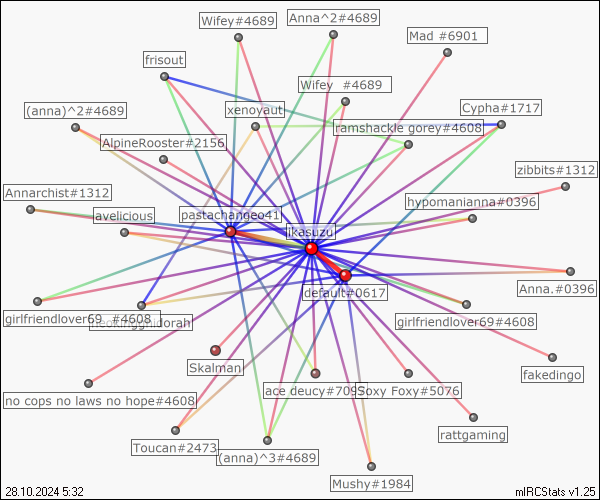 Wifey#4689
Anna^2#4689
Mad #6901
frisout
Wifey  #4689
(anna)^2#4689
xenoyaut
Cypha#1717
ramshackle gorey#4608
AlpineRooster#2156
zibbits#1312
Annarchist#1312
hypomanianna#0396
avelicious
pastachangeo41
ikasuzu
default#0617
Anna.#0396
girlfriendlover69_#4608
girlfriendlover69#4608
Skalman
fakedingo
no cops no laws no hope#4608
ace deucy#7095
Soxy Foxy#5076
rattgaming
Toucan#2473
(anna)^3#4689
Mushy#1984
28.10.2024 5:32
mIRCStats v1.25